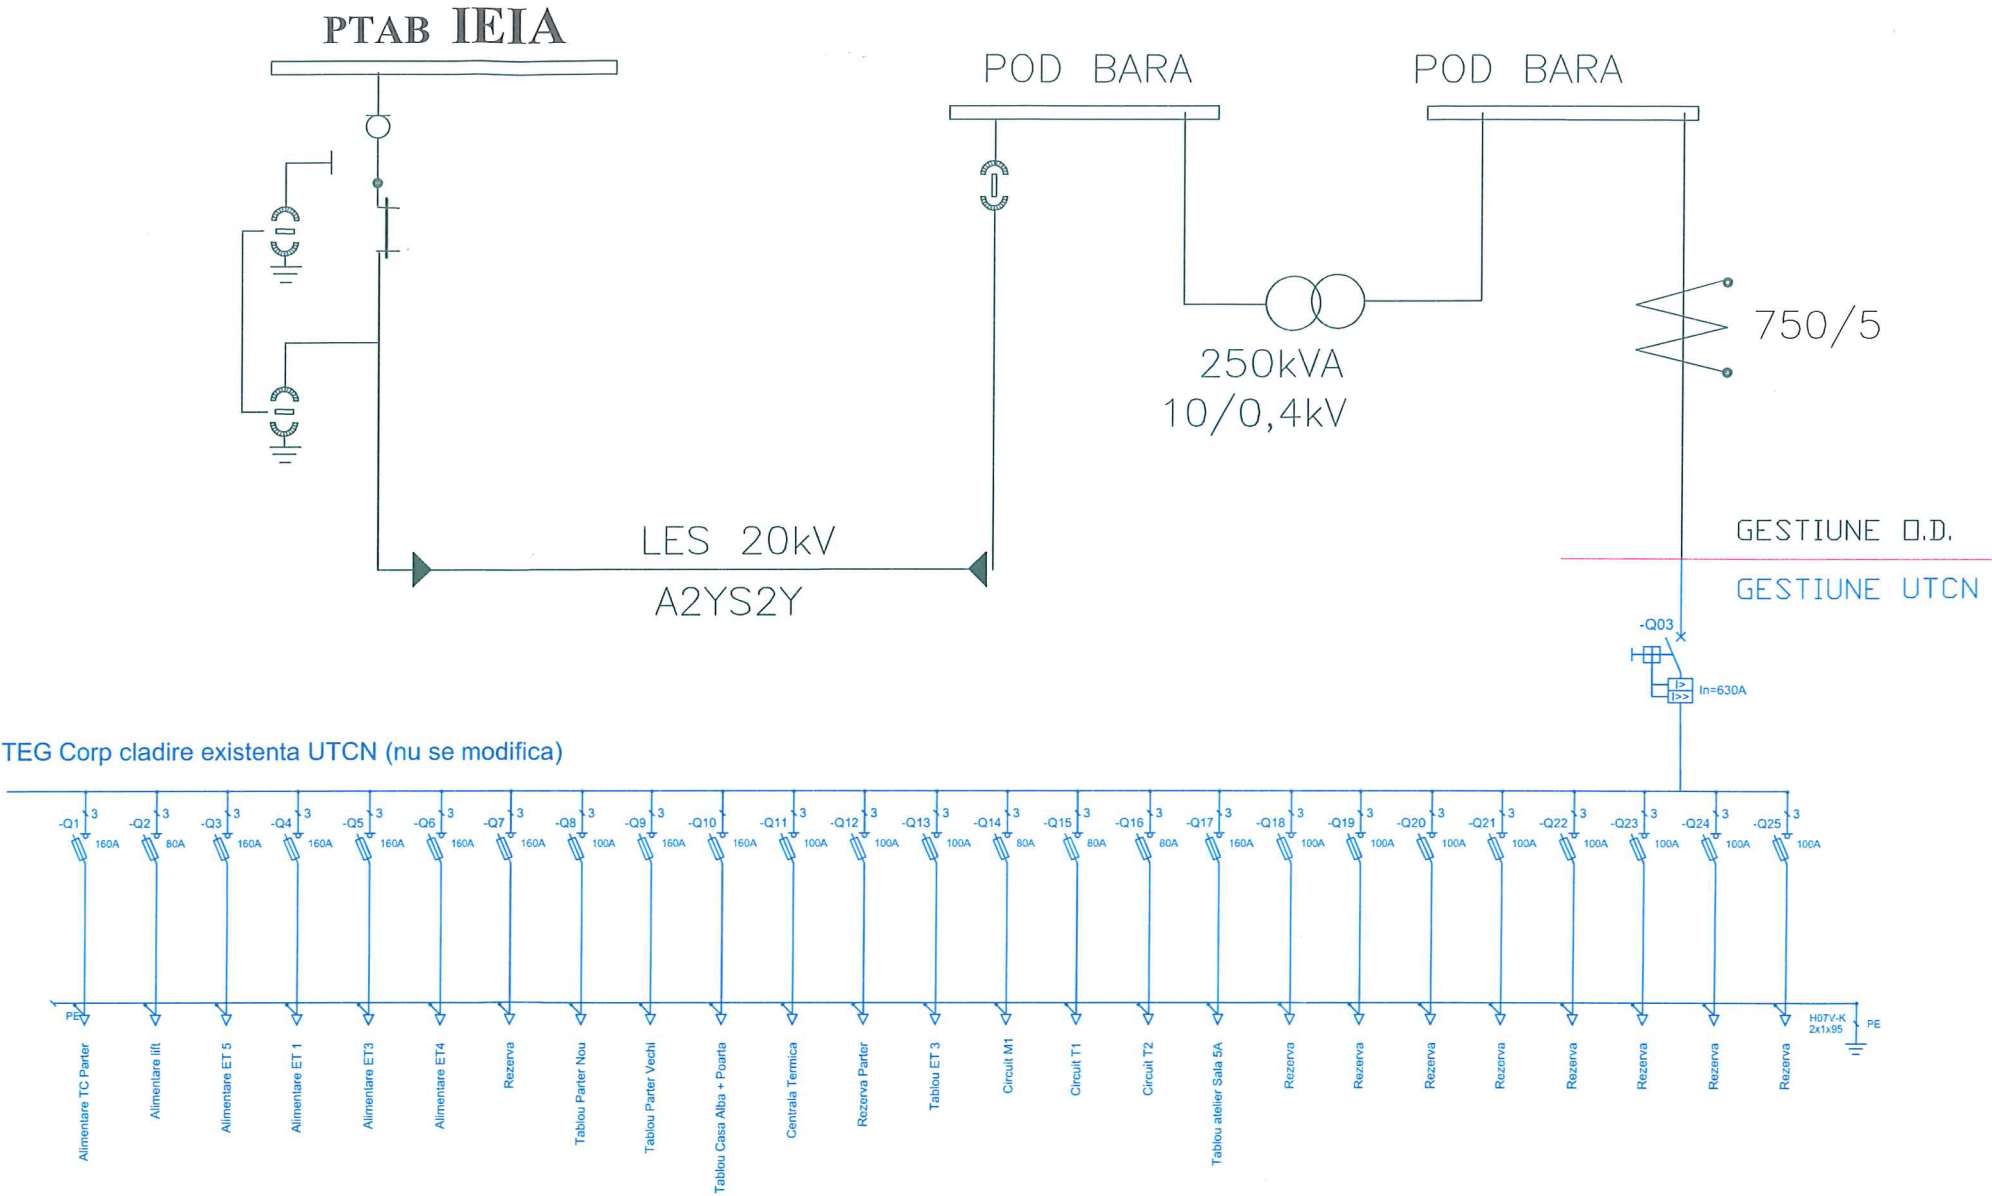 PTAB IEIA
POD BARA
POD BARA
750/5
250kVA
10/0,4kV
LES 20kV
A2YS2Y
GESTIUNE O.D.
GESTIUNE UTCN
-Q03
I>
I>>
In=630A
TEG Corp cladire existenta UTCN (nu se modifica)
-Q1 3 160A
-Q2 3 80A
-Q3 3 160A
-Q4 3 160A
-Q5 3 160A
-Q6 3 160A
-Q7 3 160A
-Q8 3 100A
-Q9 3 160A
-Q10 3 160A
-Q11 3 100A
-Q12 3 100A
-Q13 3 100A
-Q14 3 80A
-Q15 3 80A
-Q16 3 80A
-Q17 3 160A
-Q18 3 100A
-Q19 3 100A
-Q20 3 100A
-Q21 3 100A
-Q22 3 100A
-Q23 3 100A
-Q24 3 100A
-Q25 3 100A
PE
H07V-K
2x1x95
PE
Alimentare TC Parter
Alimentare lift
Alimentare ET 5
Alimentare ET 1
Alimentare ET3
Alimentare ET4
Rezerva
Tablou Parter Nou
Tablou Parter Vechi
Tablou Casa Alba + Poarta
Centrala Termica
Rezerva Parter
Tablou ET 3
Circuit M1
Circuit T1
Circuit T2
Tablou atelier Sala 5A
Rezerva
Rezerva
Rezerva
Rezerva
Rezerva
Rezerva
Rezerva
Rezerva